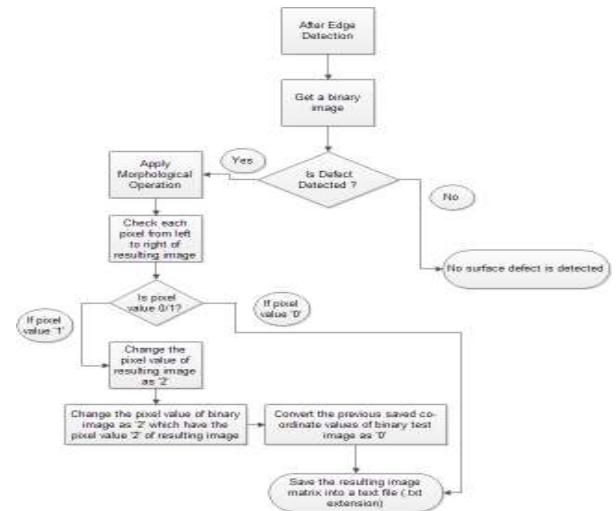 After Edge
Detection
Get a binary
image
Is Defect
Detected ?
Yes
No
Apply
Morphological
Operation
No surface defect is detected
Check each
pixel from left
to right of
resulting image
Is pixel
value 0/1?
If pixel
value '1'
If pixel
value '0'
Change the
pixel value of
resulting image
as '2'
Change the pixel value of binary
image as '2' which have the
pixel value '2' of resulting image
Convert the previous saved co-
ordinate values of binary test
image as '0'
Save the resulting image
matrix into a text file (.txt
extension)